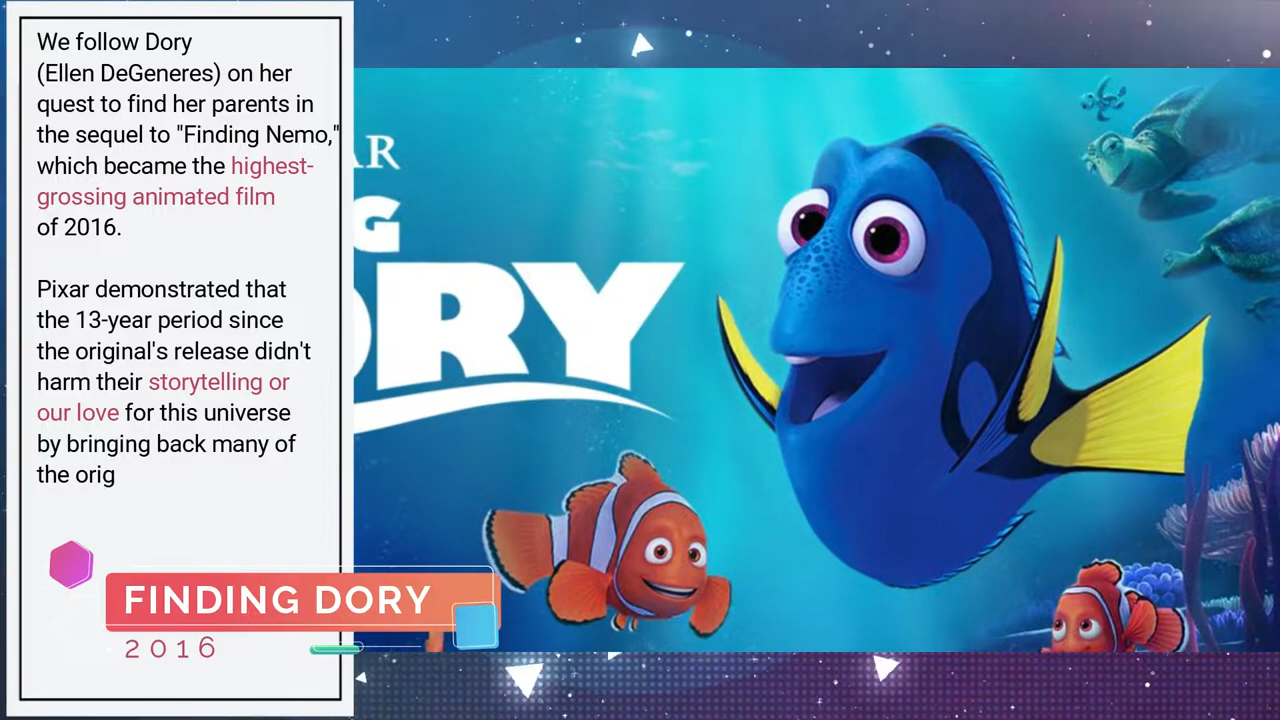 We follow Dory
(Ellen DeGeneres) on her
quest to find her parents in
the sequel to "Finding Nemo,"
which became the highest-
grossing animated film
of 2016.
Pixar demonstrated that
the 13-year period since
the original's release didn't
harm their storytelling or
our love for this universe
by bringing back many of
the orig
AR
G
ORY
FINDING DORY
2016